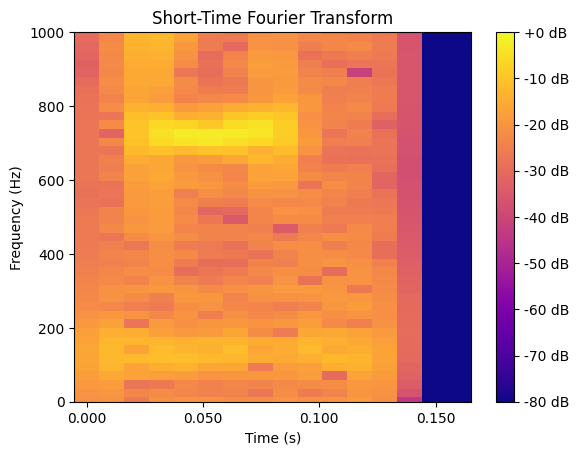 Short-Time Fourier Transform
Frequency (Hz)
1000
800
600
400
200
0
0.000
0.050
0.100
0.150
Time (s)
+0 dB
-10 dB
-20 dB
-30 dB
-40 dB
-50 dB
-60 dB
-70 dB
-80 dB